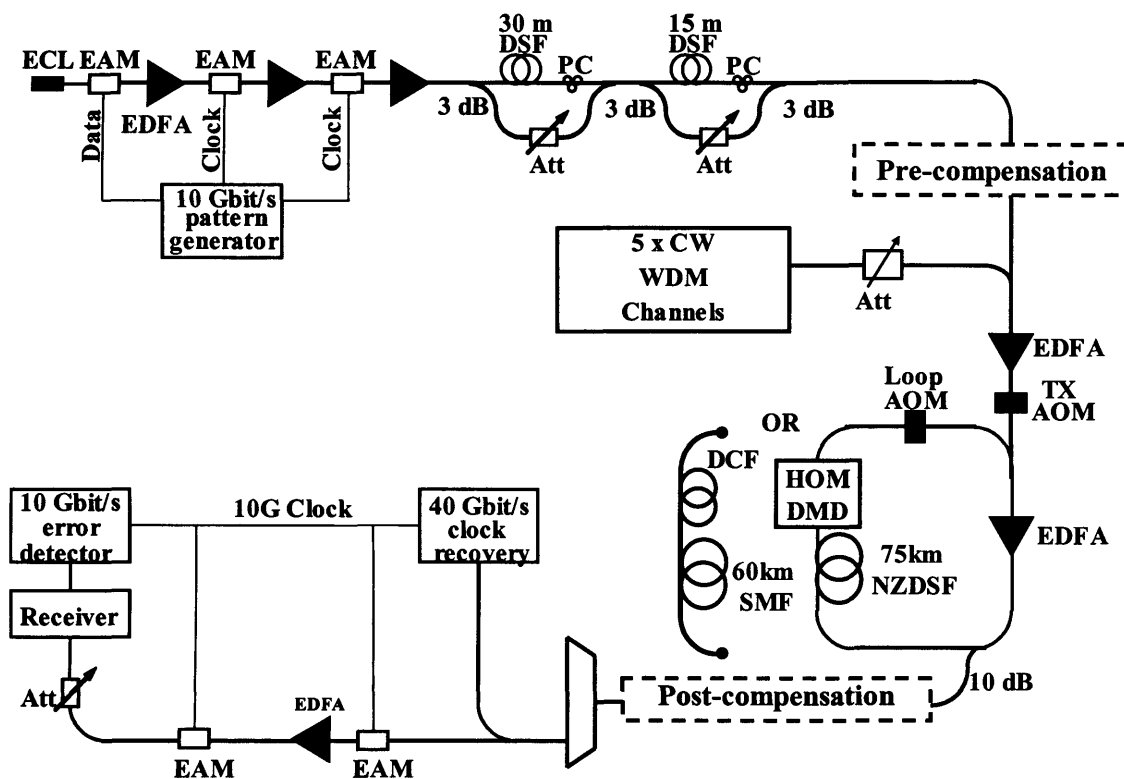 30 m
DSF
15 m
DSF
ECL EAM
EAM
EAM
PC
PC
EDFA
3 dB
3 dB
3 dB
Data
Clock
Clock
Att
Att
10 Gbit/s
pattern
generator
Pre-compensation
5 x CW
WDM
Channels
Att
EDFA
Loop
AOM
TX
AOM
OR
DCF
HOM
DMD
EDFA
60km
SMF
75km
NZDSF
10 Gbit/s
error
detector
10G Clock
40 Gbit/s
clock
recovery
Receiver
Att
EDFA
Post-compensation
10 dB
EAM
EAM